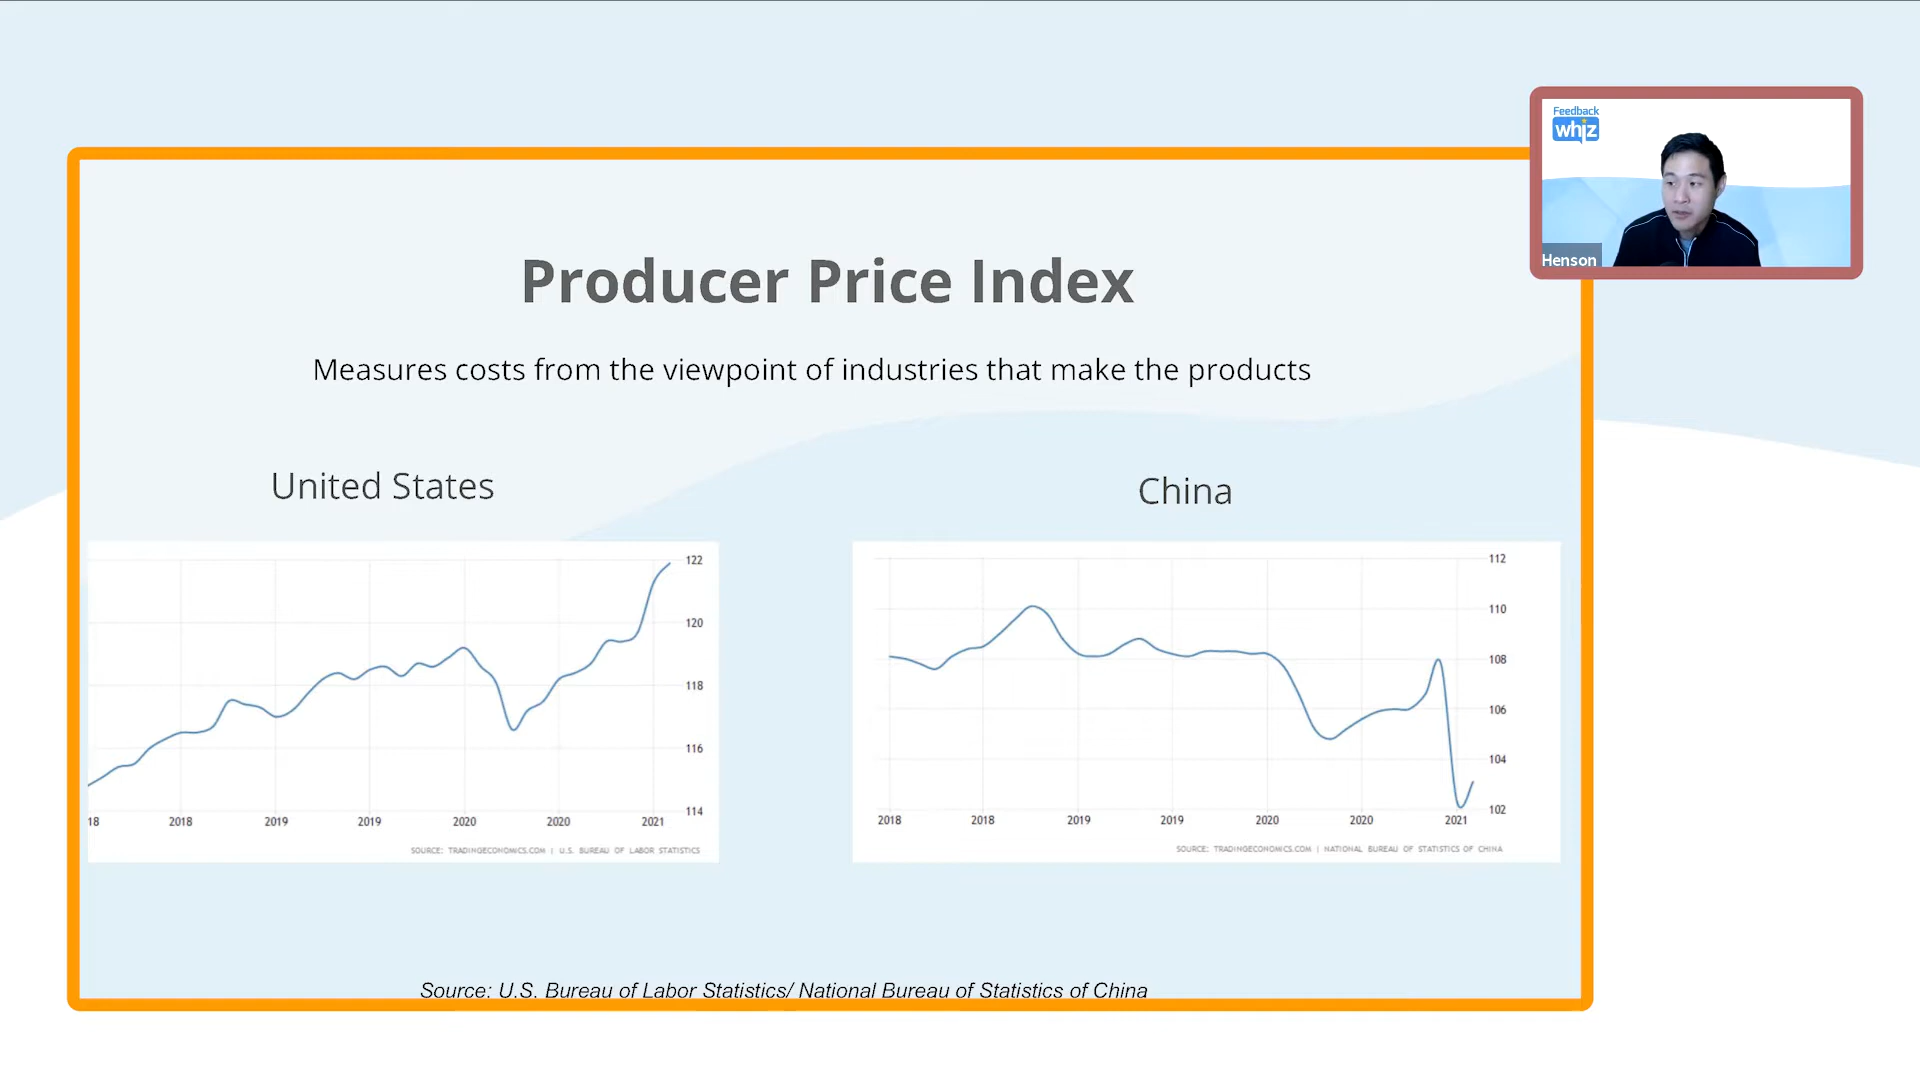 Feedback
whiz
Henson
Producer Price Index
Measures costs from the viewpoint of industries that make the products
United States
122
120
118
116
114
18 2018 2019 2019 2020 2020 2021
SOURCE: TRADINGECONOMICS.COM | U.S. BUREAU OF LABOR STATISTICS
China
112
110
108
106
104
102
2018 2018 2019 2019 2020 2020 2021
SOURCE: TRADINGECONOMICS.COM | NATIONAL BUREAU OF STATISTICS OF CHINA
Source: U.S. Bureau of Labor Statistics/ National Bureau of Statistics of China